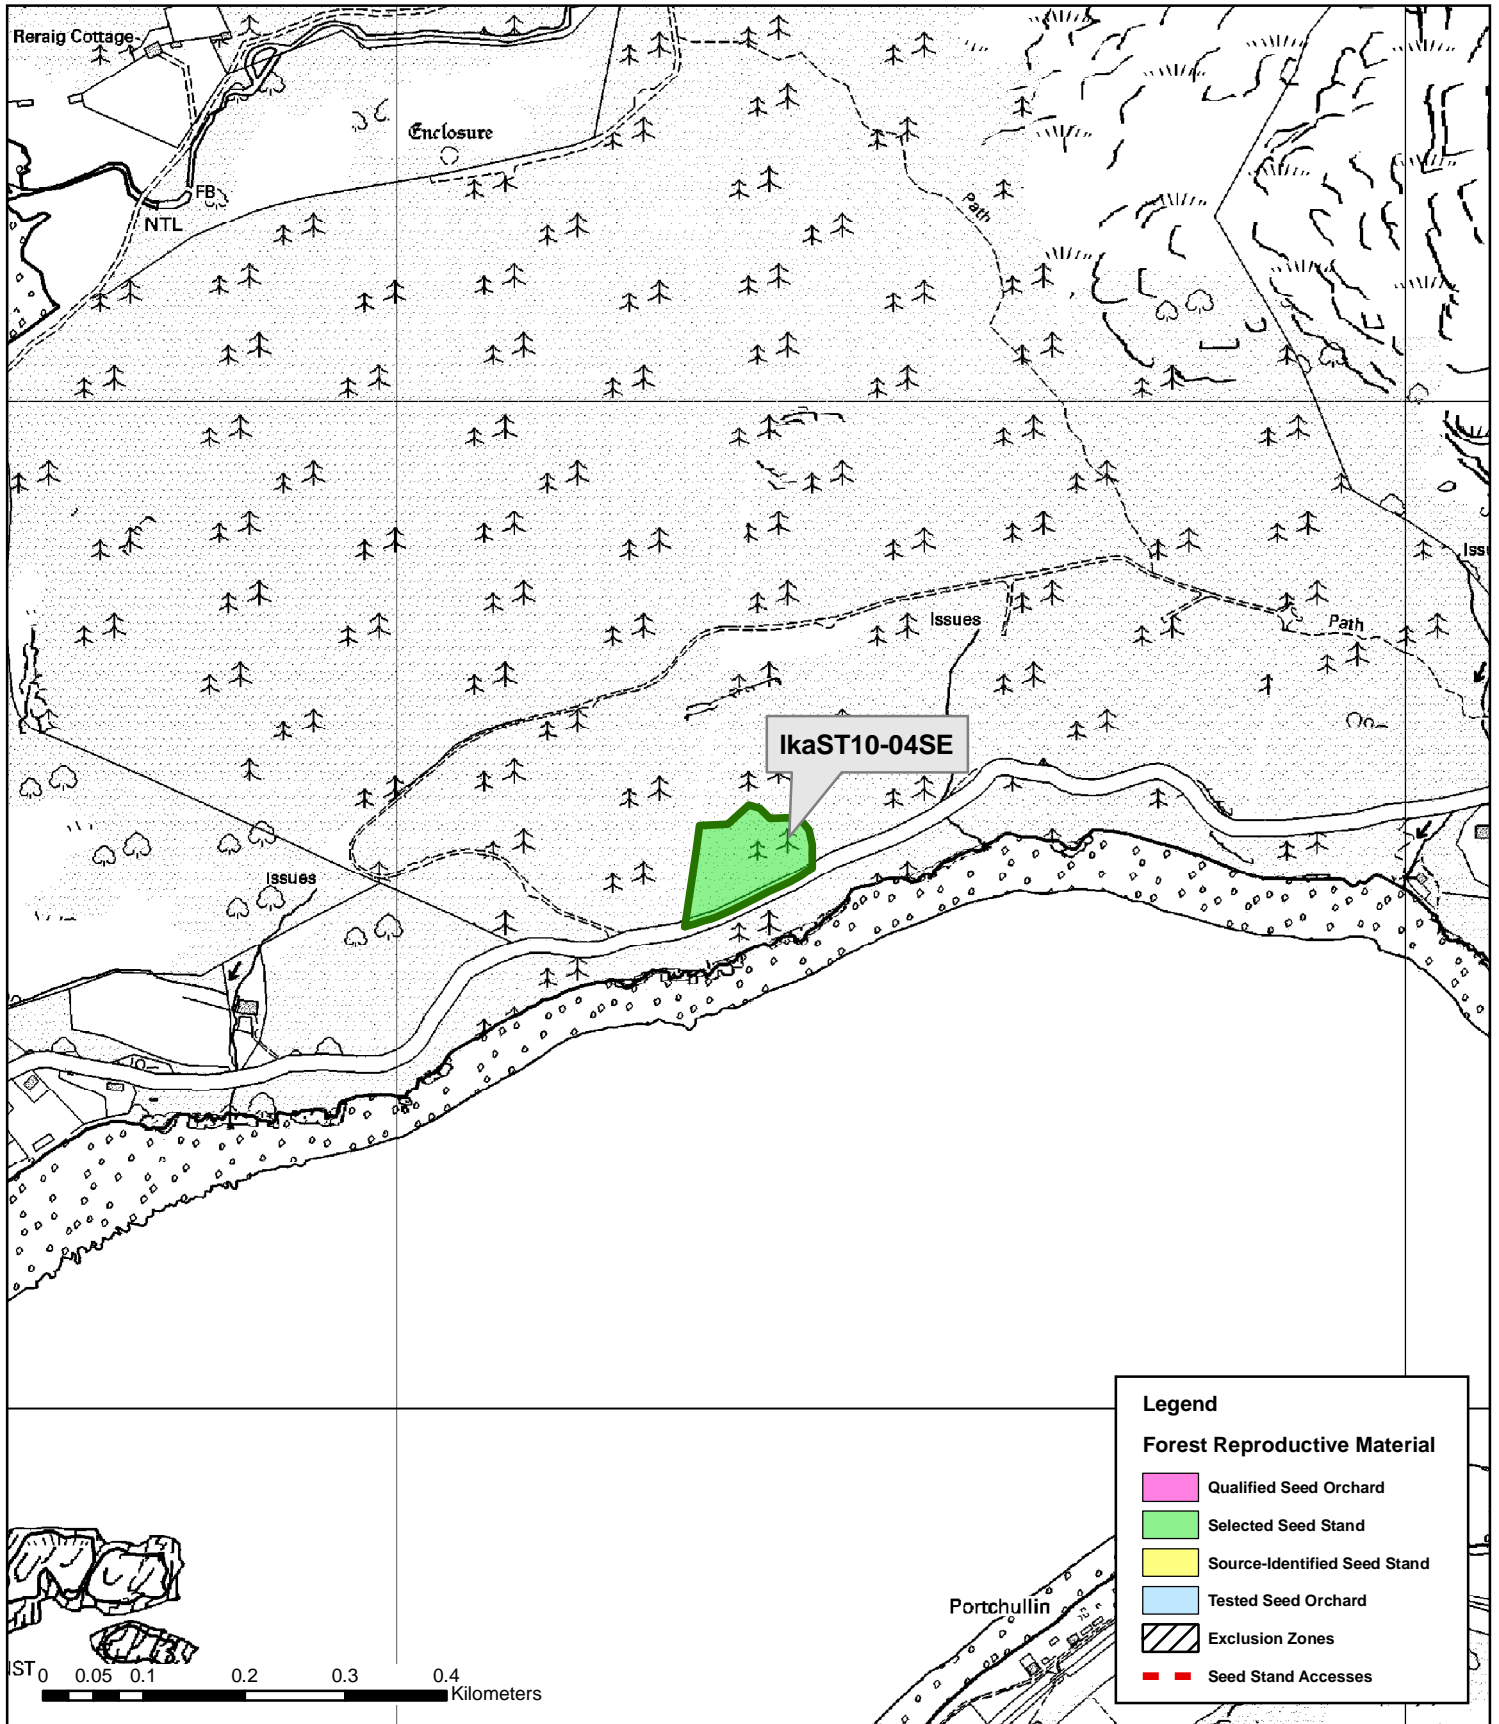 Reraig Cottage
Enclosure
FB
NTL
Path
Issues
Path
lkaST10-04SE
Issues
Portchullin
0 0.05 0.1 0.2 0.3 0.4
Kilometers
Legend
Forest Reproductive Material
Qualified Seed Orchard
Selected Seed Stand
Source-Identified Seed Stand
Tested Seed Orchard
Exclusion Zones
Seed Stand Accesses